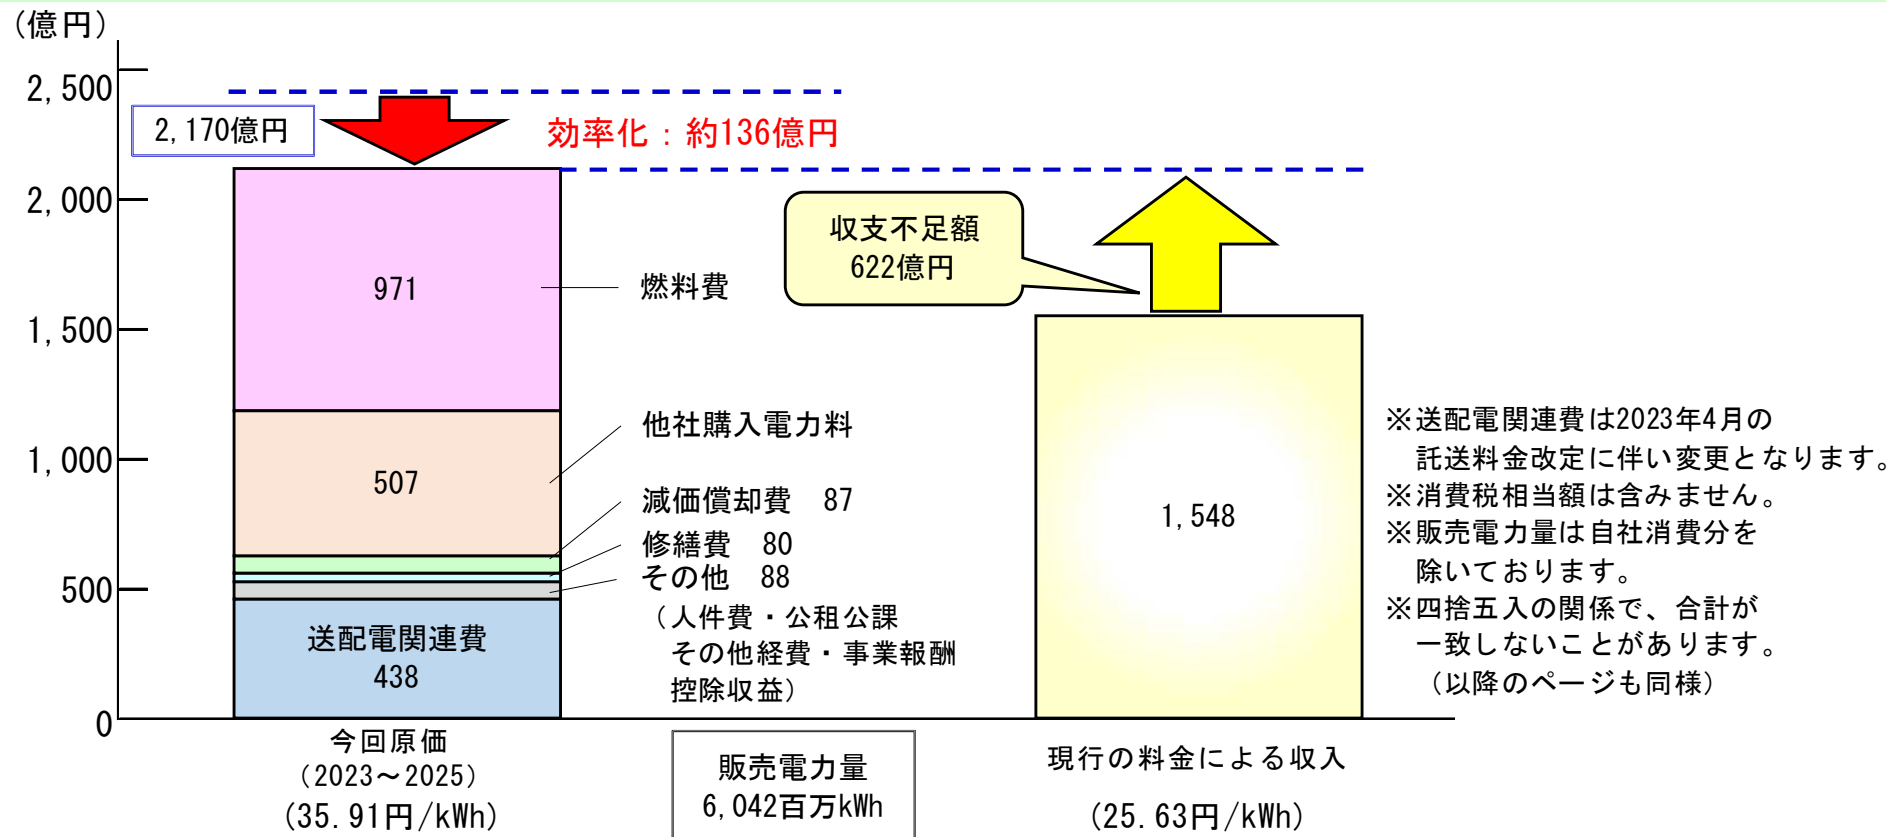 (億円)
2,500
2,000
1,500
1,000
500
0
2,170億円
効率化：約136億円
収支不足額
622億円
971
燃料費
507
他社購入電力料
減価償却費　87
修繕費　80
その他　88
（人件費・公租公課
その他経費・事業報酬
控除収益）
送配電関連費
438
1,548
※送配電関連費は2023年4月の
託送料金改定に伴い変更となります。
※消費税相当額は含みません。
※販売電力量は自社消費分を
除いております。
※四捨五入の関係で、合計が
一致しないことがあります。
（以降のページも同様）
今回原価
（2023～2025）
(35.91円/kWh)
販売電力量
6,042百万kWh
現行の料金による収入
(25.63円/kWh)